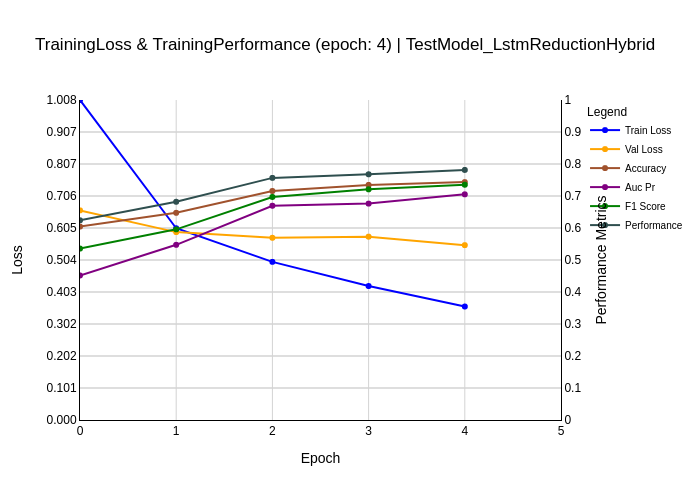 TrainingLoss & TrainingPerformance (epoch: 4) | TestModel_LstmReductionHybrid
Legend
Train Loss
Val Loss
Accuracy
Auc Pr
F1 Score
Performance
Loss
1.008
0.907
0.807
0.706
0.605
0.504
0.403
0.302
0.202
0.101
0.000
1
0.9
0.8
0.7
0.6
0.5
0.4
0.3
0.2
0.1
0
Performance Metrics
0 1 2 3 4 5
Epoch